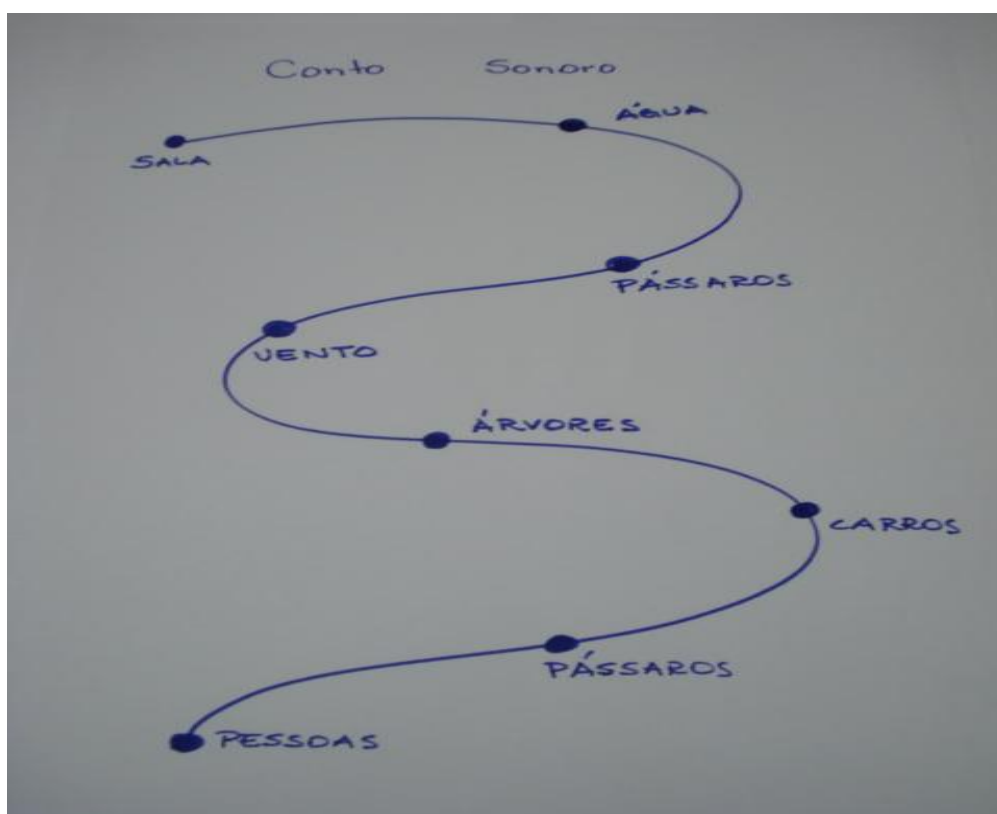 Conto Sonoro
SALA
ÁGUA
PÁSSAROS
VENTO
ÁRVORES
CARROS
PÁSSAROS
PESSOAS